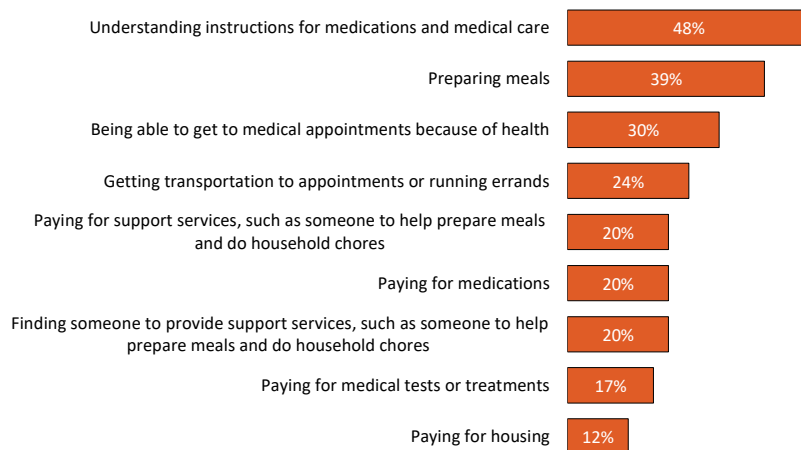 Understanding instructions for medications and medical care
48%
Preparing meals
39%
Being able to get to medical appointments because of health
30%
Getting transportation to appointments or running errands
24%
Paying for support services, such as someone to help prepare meals
and do household chores
20%
Paying for medications
20%
Finding someone to provide support services, such as someone to help
prepare meals and do household chores
20%
Paying for medical tests or treatments
17%
Paying for housing
12%